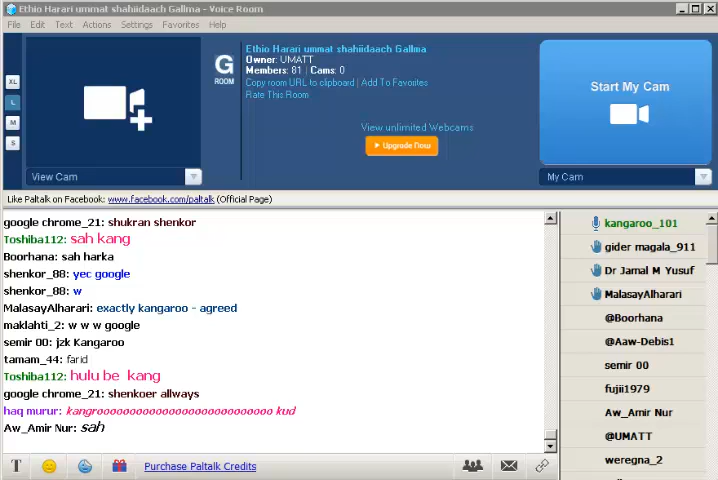 Ethio Harari ummat shahiidaach Gallma - Voice Room
File Edit Text Actions Settings Favorites Help
XL
L
M
S
View Cam
G
ROOM
Ethio Harari ummat shahiidaach Gallma
Owner: UMATT
Members: 81 | Cams: 0
Copy room URL to clipboard | Add To Favorites
Rate This Room
View unlimited Webcams
Upgrade Now
Start My Cam
My Cam
Like Paltalk on Facebook: www.facebook.com/paltalk (Official Page)
google chrome_21: shukran shenkor
Toshiba112: sah kang
Boorhana: sah harka
shenkor_88: yec google
shenkor_88: w
MalasayAlharari: exactly kangaroo - agreed
maklahti_2: w w w google
semir 00: jzk Kangaroo
tamam_44: farid
Toshiba112: hulu be kang
google chrome_21: shenkoer allways
haq murur: kangroooooooooooooooooooooooooo kud
Aw_Amir Nur: sah
kangaroo_101
gider magala_911
Dr Jamal M Yusuf
MalasayAlharari
@Boorhana
@Aaw-Debis1
semir 00
fujii1979
Aw_Amir Nur
@UMATT
weregna_2
T
Purchase Paltalk Credits